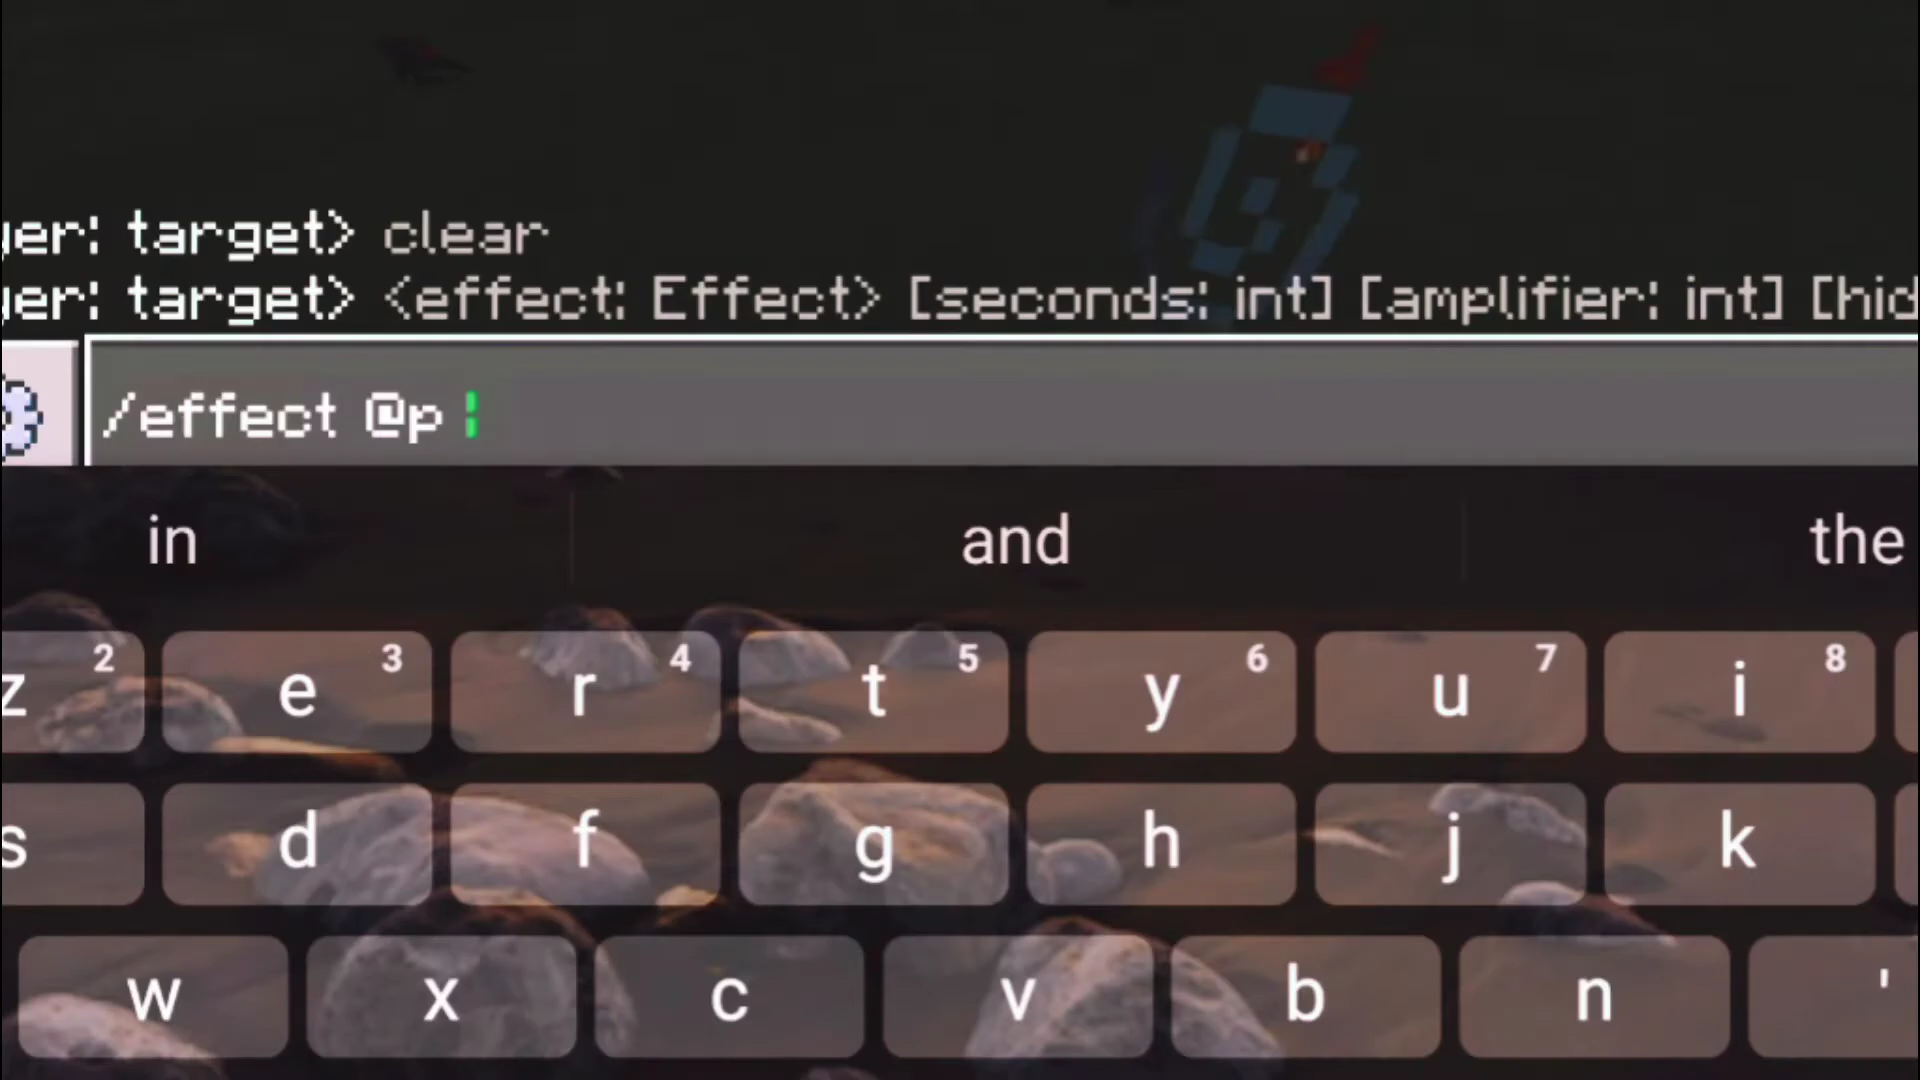 er: target> clear
er: target> <effect: Effect> [seconds: int] [amplifier: int] [hid
/effect @p
in and the
z 2 e 3 r 4 t 5 y 6 u 7 i 8
s d f g h j k
w x c v b n '